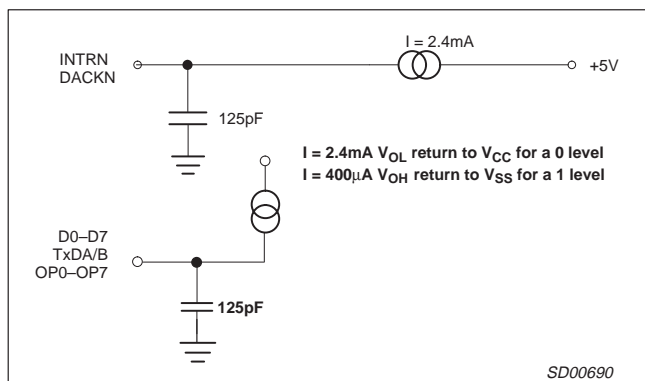 I = 2.4mA
INTRN
DACKN
+5V
125pF
I = 2.4mA VOL return to VCC for a 0 level
I = 400μA VOH return to VSS for a 1 level
D0–D7
TxDA/B
OP0–OP7
125pF
SD00690